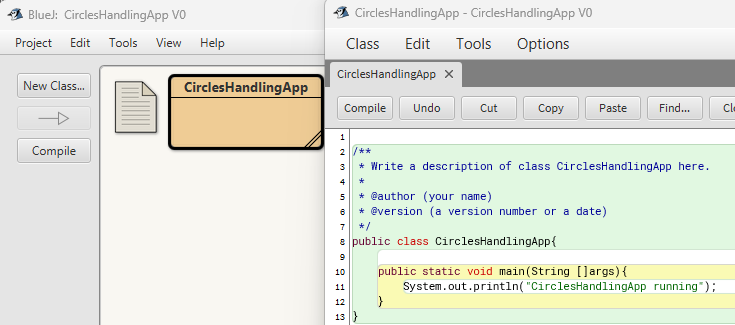 BlueJ:  CirclesHandlingApp V0
Project Edit Tools View Help
New Class...
Compile
CirclesHandlingApp
CirclesHandlingApp - CirclesHandlingApp V0
Class Edit Tools Options
CirclesHandlingApp ✕
Compile Undo Cut Copy Paste Find...
1
2 /**
3  * Write a description of class CirclesHandlingApp here.
4  *
5  * @author (your name)
6  * @version (a version number or a date)
7  */
8 public class CirclesHandlingApp{
9
10     public static void main(String []args){
11         System.out.println("CirclesHandlingApp running");
12     }
13 }